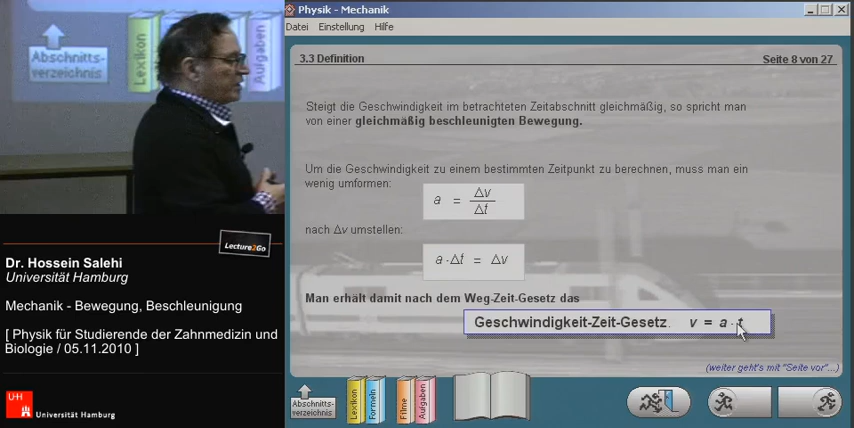 Abschnitts-
verzeichnis
Lexikon
Aufgaben
Lecture2Go
Dr. Hossein Salehi
Universität Hamburg
Mechanik - Bewegung, Beschleunigung
[ Physik für Studierende der Zahnmedizin und
Biologie / 05.11.2010 ]
UH
Universität Hamburg
Physik - Mechanik
Datei Einstellung Hilfe
3.3 Definition
Seite 8 von 27
Steigt die Geschwindigkeit im betrachteten Zeitabschnitt gleichmäßig, so spricht man
von einer gleichmäßig beschleunigten Bewegung.
Um die Geschwindigkeit zu einem bestimmten Zeitpunkt zu berechnen, muss man ein
wenig umformen:
a = Δv / Δt
nach Δv umstellen:
a · Δt = Δv
Man erhält damit nach dem Weg-Zeit-Gesetz das
Geschwindigkeit-Zeit-Gesetz. v = a · t
(weiter geht's mit "Seite vor"...)
Abschnitts-
verzeichnis
Lexikon
Formeln
Filme
Aufgaben